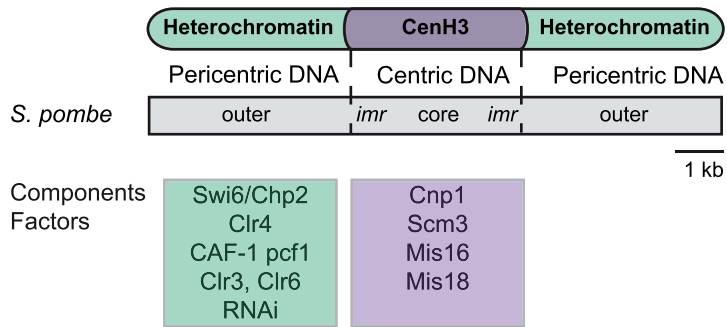 Heterochromatin CenH3 Heterochromatin
Pericentric DNA Centric DNA Pericentric DNA
S. pombe outer imr core imr outer
1 kb
Components Factors
Swi6/Chp2
Clr4
CAF-1 pcf1
Clr3, Clr6
RNAi
Cnp1
Scm3
Mis16
Mis18